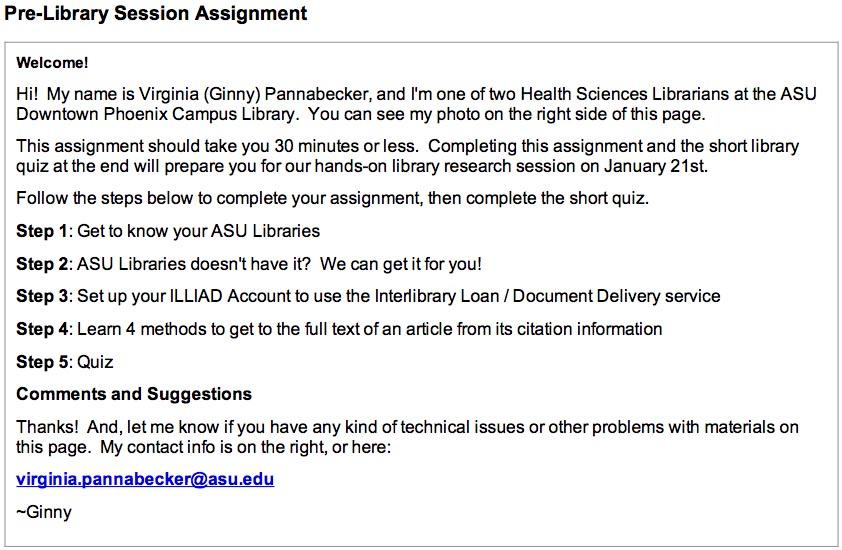 Pre-Library Session Assignment
Welcome!
Hi!  My name is Virginia (Ginny) Pannabecker, and I'm one of two Health Sciences Librarians at the ASU
Downtown Phoenix Campus Library.  You can see my photo on the right side of this page.
This assignment should take you 30 minutes or less.  Completing this assignment and the short library
quiz at the end will prepare you for our hands-on library research session on January 21st.
Follow the steps below to complete your assignment, then complete the short quiz.
Step 1: Get to know your ASU Libraries
Step 2: ASU Libraries doesn't have it?  We can get it for you!
Step 3: Set up your ILLIAD Account to use the Interlibrary Loan / Document Delivery service
Step 4: Learn 4 methods to get to the full text of an article from its citation information
Step 5: Quiz
Comments and Suggestions
Thanks!  And, let me know if you have any kind of technical issues or other problems with materials on
this page.  My contact info is on the right, or here:
virginia.pannabecker@asu.edu
~Ginny